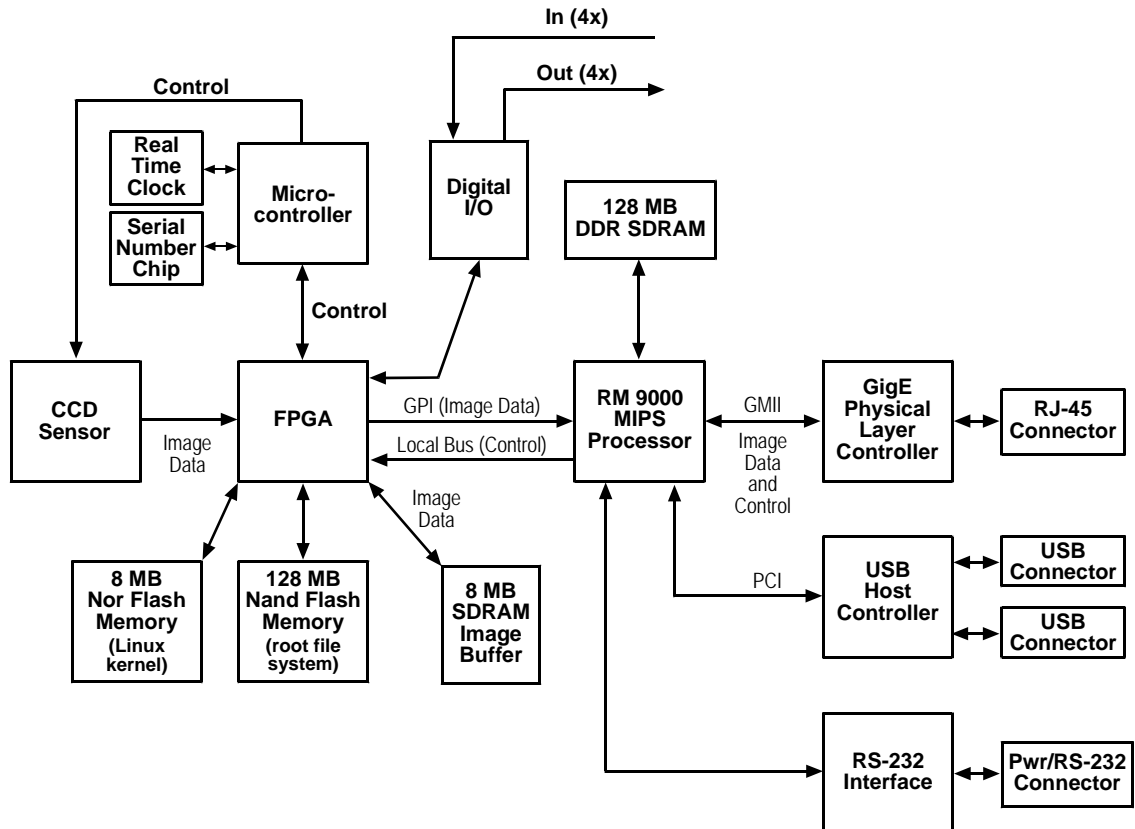 In (4x)
Out (4x)
Control
Real
Time
Clock
Serial
Number
Chip
Micro-
controller
Digital
I/O
128 MB
DDR SDRAM
Control
CCD
Sensor
Image
Data
FPGA
GPI (Image Data)
Local Bus (Control)
RM 9000
MIPS
Processor
GMII
Image
Data
and
Control
GigE
Physical
Layer
Controller
RJ-45
Connector
Image
Data
8 MB
Nor Flash
Memory
(Linux
kernel)
128 MB
Nand Flash
Memory
(root file
system)
8 MB
SDRAM
Image
Buffer
PCI
USB
Host
Controller
USB
Connector
USB
Connector
RS-232
Interface
Pwr/RS-232
Connector